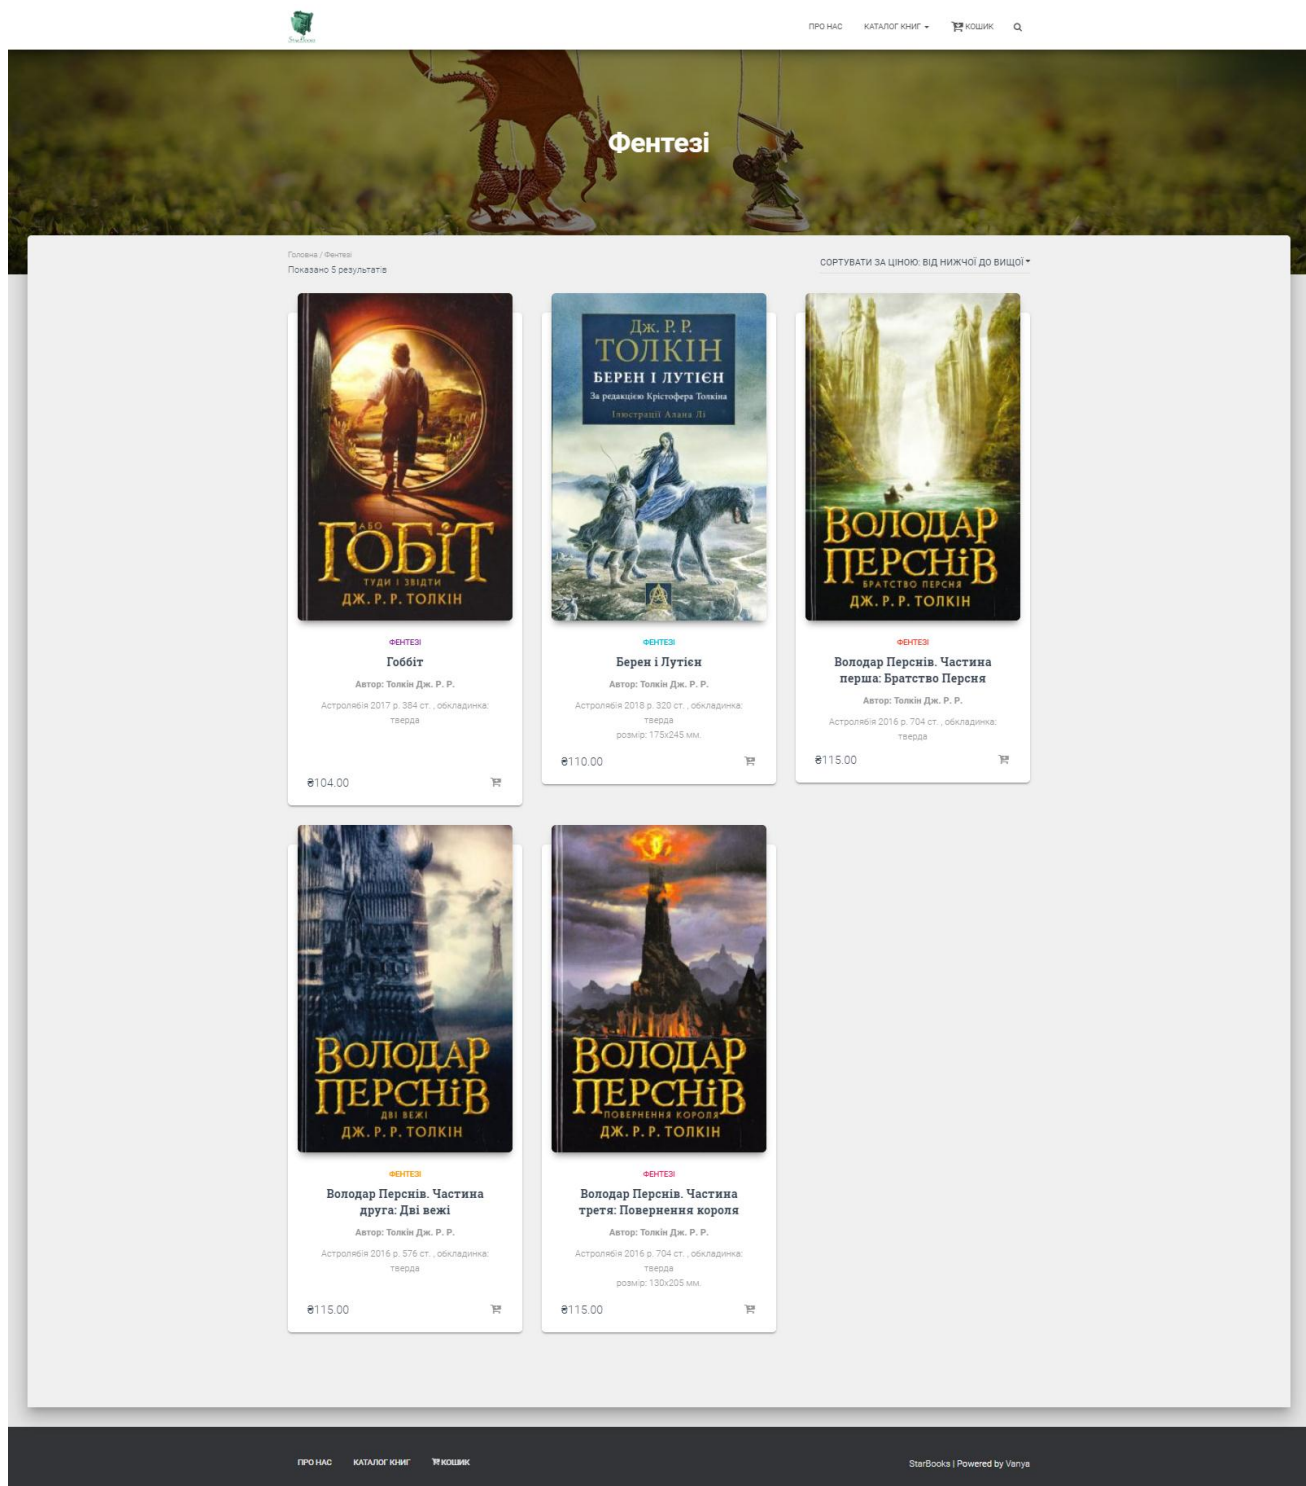 StarBooks
ПРО НАС
КАТАЛОГ КНИГ
КОШИК
Фентезі
Головна / Фентезі
Показано 5 результатів
СОРТУВАТИ ЗА ЦІНОЮ: ВІД НИЖЧОЇ ДО ВИЩОЇ
АБО
ГОБІТ
ТУДИ І ЗВІДТИ
ДЖ. Р. Р. ТОЛКІН
ФЕНТЕЗІ
Гоббіт
Автор: Толкін Дж. Р. Р.
Астролябія 2017 р. 384 ст. , обкладинка:
тверда
₴104.00
Дж. Р. Р.
ТОЛКІН
БЕРЕН І ЛУТІЄН
За редакцією Крістофера Толкіна
Ілюстрації Алана Лі
ФЕНТЕЗІ
Берен і Лутієн
Автор: Толкін Дж. Р. Р.
Астролябія 2018 р. 320 ст. , обкладинка:
тверда
розмір: 175х245 мм.
₴110.00
ВОЛОДАР
ПЕРСНІВ
БРАТСТВО ПЕРСНЯ
ДЖ. Р. Р. ТОЛКІН
ФЕНТЕЗІ
Володар Перснів. Частина
перша: Братство Персня
Автор: Толкін Дж. Р. Р.
Астролябія 2016 р. 704 ст. , обкладинка:
тверда
₴115.00
ВОЛОДАР
ПЕРСНІВ
ДВІ ВЕЖІ
ДЖ. Р. Р. ТОЛКІН
ФЕНТЕЗІ
Володар Перснів. Частина
друга: Дві вежі
Автор: Толкін Дж. Р. Р.
Астролябія 2016 р. 576 ст. , обкладинка:
тверда
₴115.00
ВОЛОДАР
ПЕРСНІВ
ПОВЕРНЕННЯ КОРОЛЯ
ДЖ. Р. Р. ТОЛКІН
ФЕНТЕЗІ
Володар Перснів. Частина
третя: Повернення короля
Автор: Толкін Дж. Р. Р.
Астролябія 2016 р. 704 ст. , обкладинка:
тверда
розмір: 130х205 мм.
₴115.00
ПРО НАС
КАТАЛОГ КНИГ
КОШИК
StarBooks | Powered by Vanya